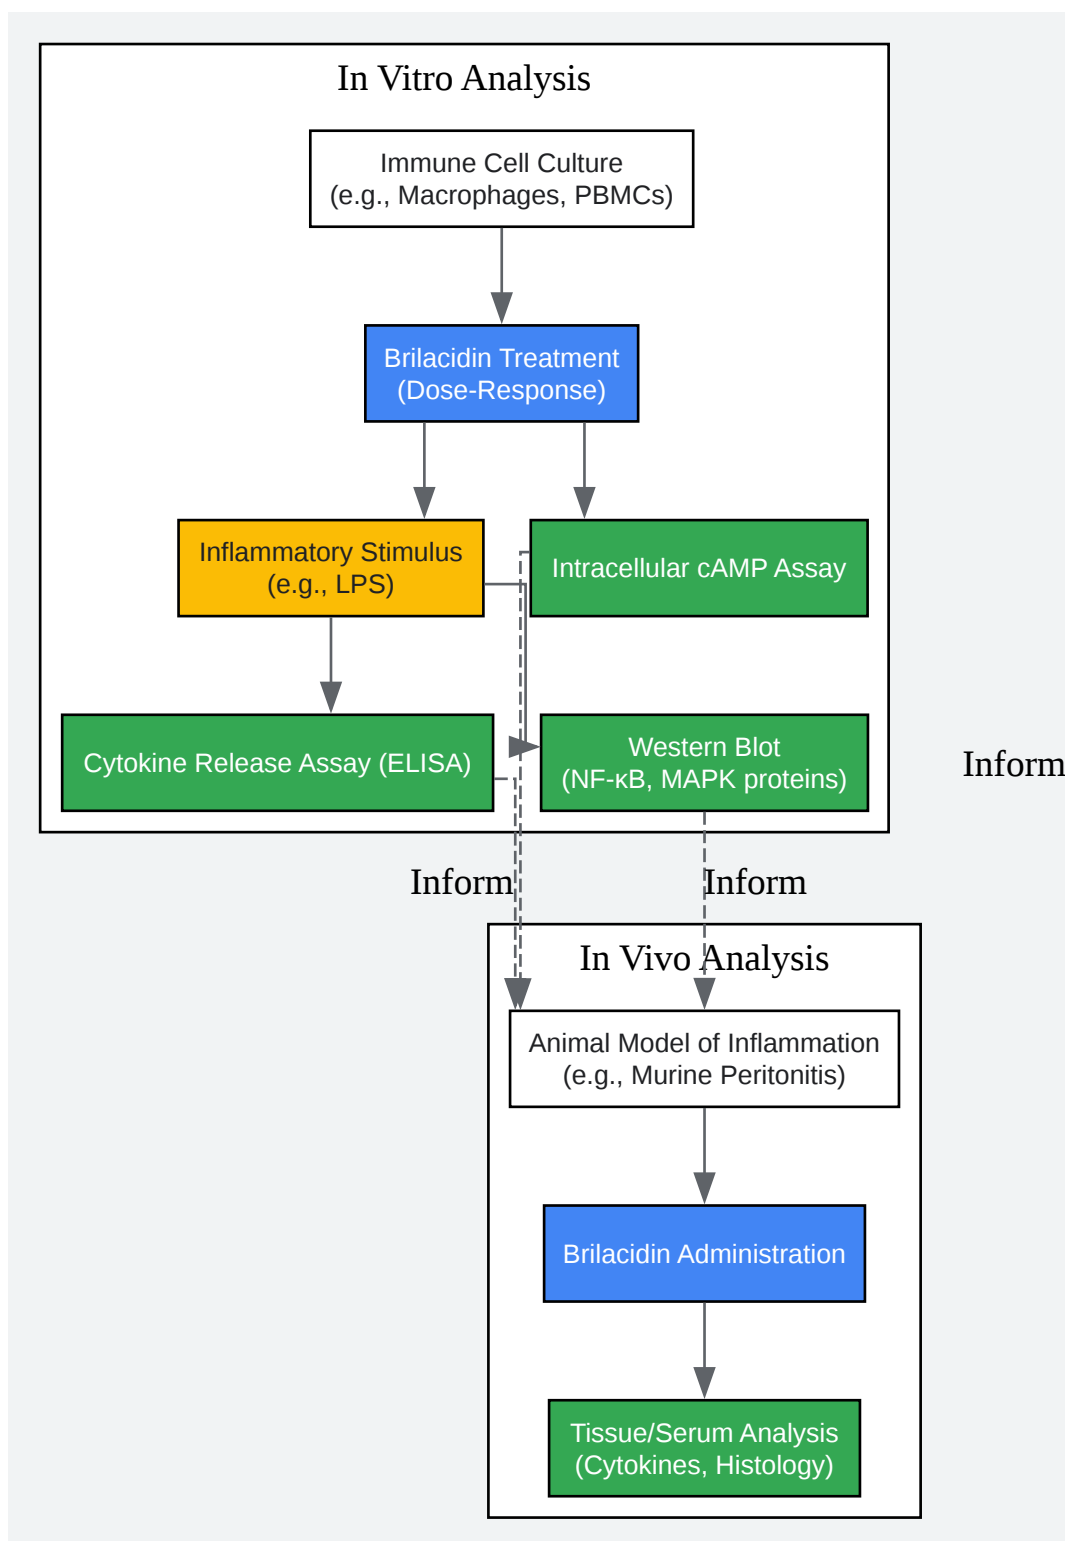 In Vitro Analysis
Immune Cell Culture
(e.g., Macrophages, PBMCs)
Brilacidin Treatment
(Dose-Response)
Inflammatory Stimulus
(e.g., LPS)
Intracellular cAMP Assay
Cytokine Release Assay (ELISA)
Western Blot
(NF-κB, MAPK proteins)
Inform
Inform
Inform
In Vivo Analysis
Animal Model of Inflammation
(e.g., Murine Peritonitis)
Brilacidin Administration
Tissue/Serum Analysis
(Cytokines, Histology)